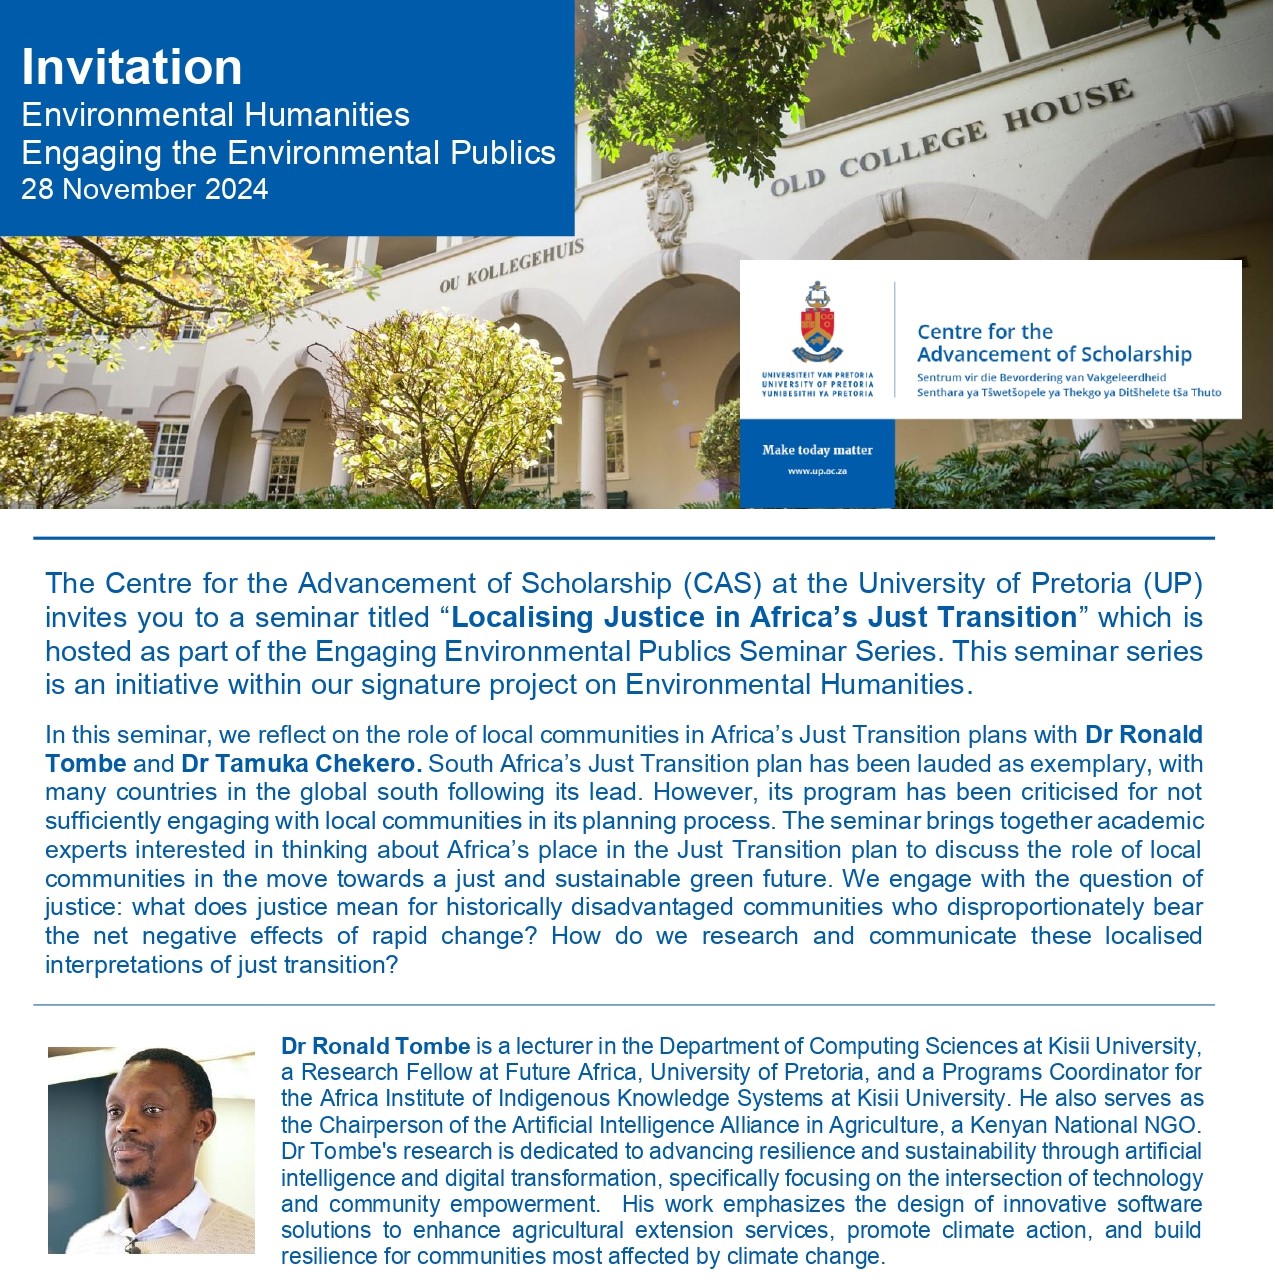 Invitation
Environmental Humanities
Engaging the Environmental Publics
28 November 2024
OLD COLLEGE HOUSE
OU KOLLEGEHUIS
UNIVERSITEIT VAN PRETORIA
UNIVERSITY OF PRETORIA
YUNIBESITHI YA PRETORIA
Centre for the
Advancement of Scholarship
Sentrum vir die Bevordering van Vakgeleerdheid
Senthara ya Tšwetšopele ya Thekgo ya Ditšhelete tša Thuto
Make today matter
www.up.ac.za
The Centre for the Advancement of Scholarship (CAS) at the University of Pretoria (UP)
invites you to a seminar titled “Localising Justice in Africa’s Just Transition” which is
hosted as part of the Engaging Environmental Publics Seminar Series. This seminar series
is an initiative within our signature project on Environmental Humanities.
In this seminar, we reflect on the role of local communities in Africa’s Just Transition plans with Dr Ronald
Tombe and Dr Tamuka Chekero. South Africa’s Just Transition plan has been lauded as exemplary, with
many countries in the global south following its lead. However, its program has been criticised for not
sufficiently engaging with local communities in its planning process. The seminar brings together academic
experts interested in thinking about Africa’s place in the Just Transition plan to discuss the role of local
communities in the move towards a just and sustainable green future. We engage with the question of
justice: what does justice mean for historically disadvantaged communities who disproportionately bear
the net negative effects of rapid change? How do we research and communicate these localised
interpretations of just transition?
Dr Ronald Tombe is a lecturer in the Department of Computing Sciences at Kisii University,
a Research Fellow at Future Africa, University of Pretoria, and a Programs Coordinator for
the Africa Institute of Indigenous Knowledge Systems at Kisii University. He also serves as
the Chairperson of the Artificial Intelligence Alliance in Agriculture, a Kenyan National NGO.
Dr Tombe's research is dedicated to advancing resilience and sustainability through artificial
intelligence and digital transformation, specifically focusing on the intersection of technology
and community empowerment. His work emphasizes the design of innovative software
solutions to enhance agricultural extension services, promote climate action, and build
resilience for communities most affected by climate change.